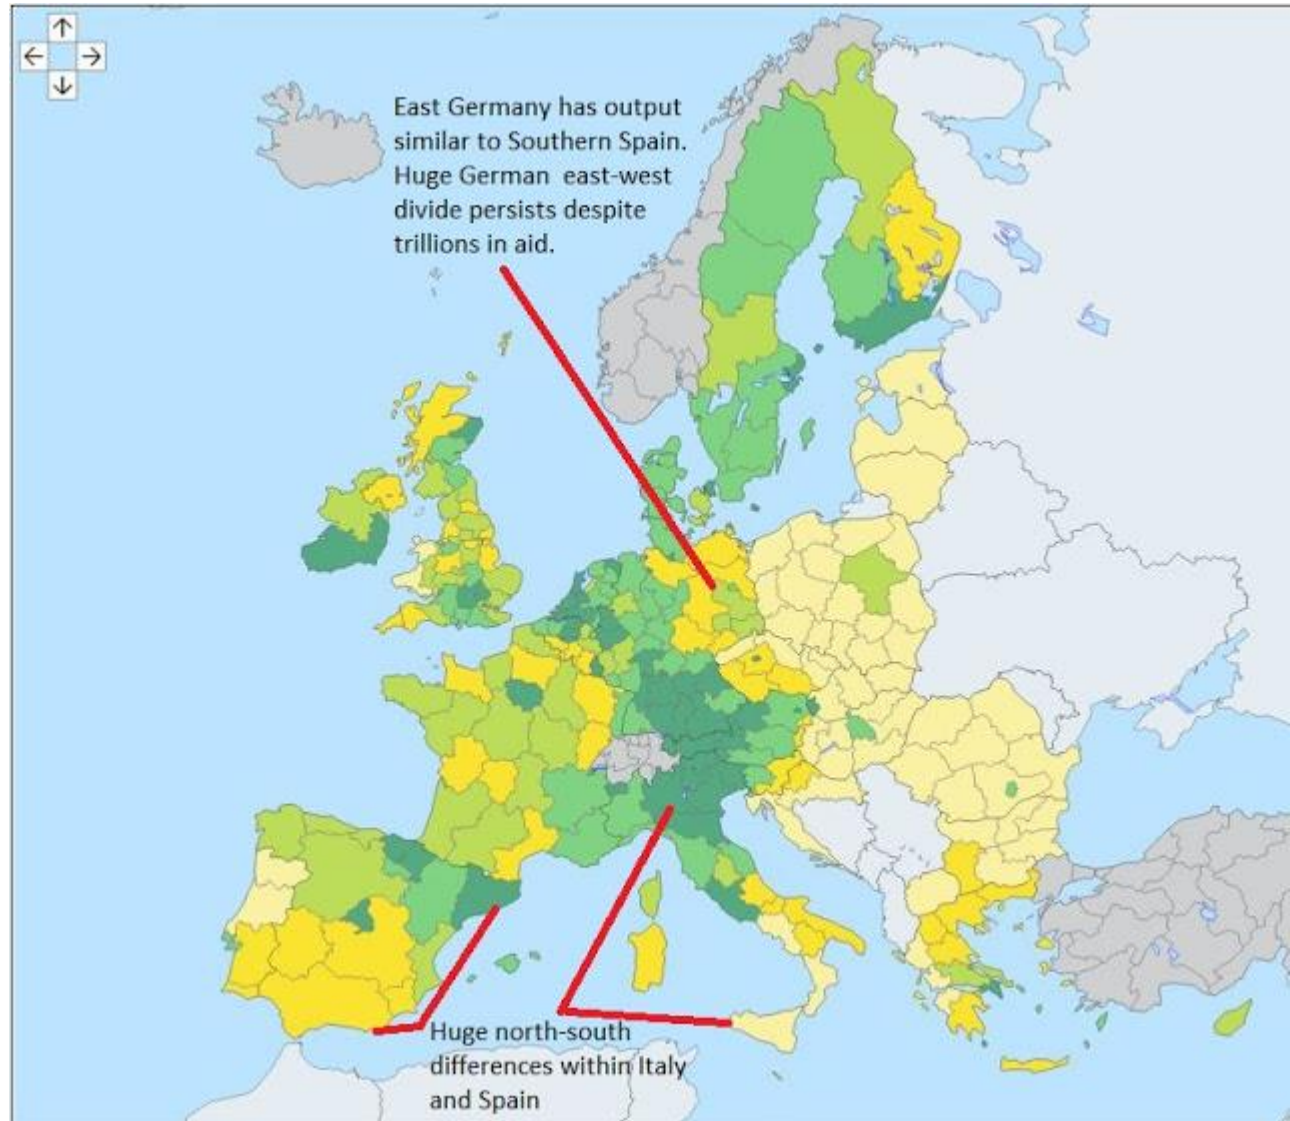 East Germany has output
similar to Southern Spain.
Huge German east-west
divide persists despite
trillions in aid.
Huge north-south
differences within Italy
and Spain